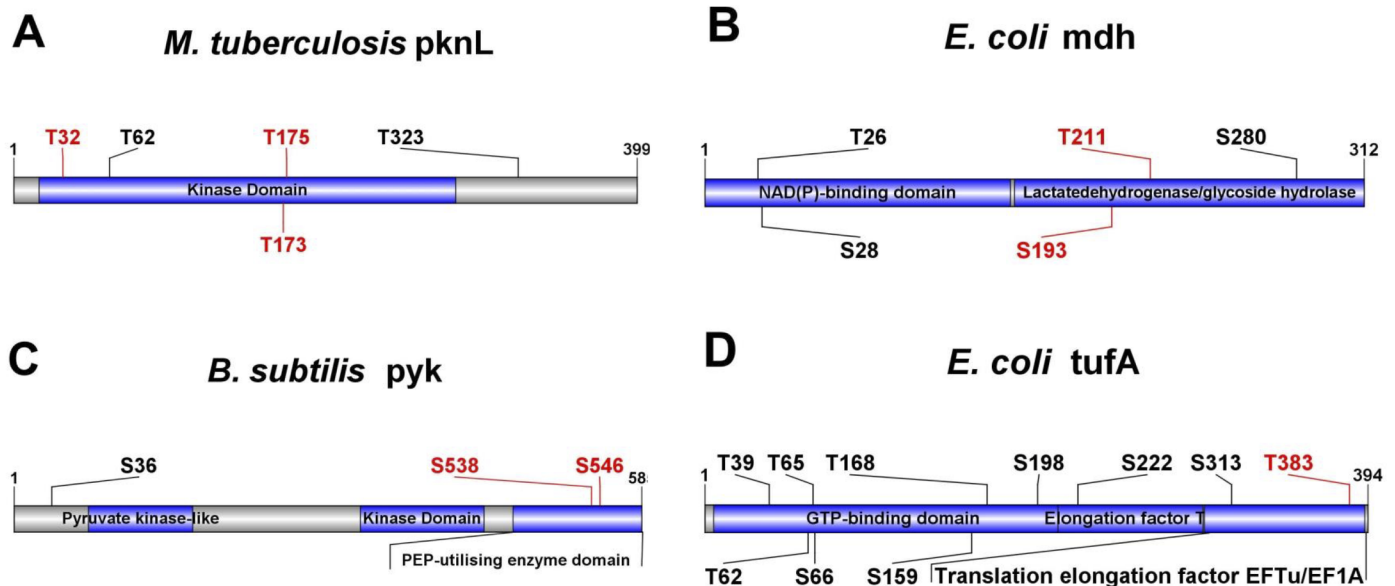 A
M. tuberculosis pknL
T32 T62 T175 T323
1 399
Kinase Domain
T173
B
E. coli mdh
T26 T211 S280
1 312
NAD(P)-binding domain Lactatedehydrogenase/glycoside hydrolase
S28 S193
C
B. subtilis pyk
S36 S538 S546
1 58
Pyruvate kinase-like Kinase Domain
PEP-utilising enzyme domain
D
E. coli tufA
T39 T65 T168 S198 S222 S313 T383
1 394
GTP-binding domain Elongation factor T
T62 S66 S159 Translation elongation factor EFTu/EF1A